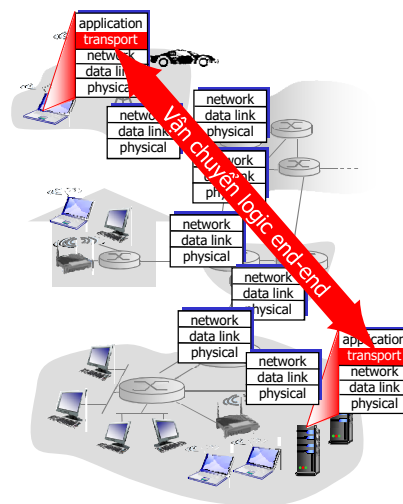 application
transport
network
data link
physical
network
data link
physical
network
data link
physical
network
data link
physical
Vận chuyển logic end-end
network
data link
physical
network
data link
physical
network
data link
physical
network
data link
physical
application
transport
network
data link
physical